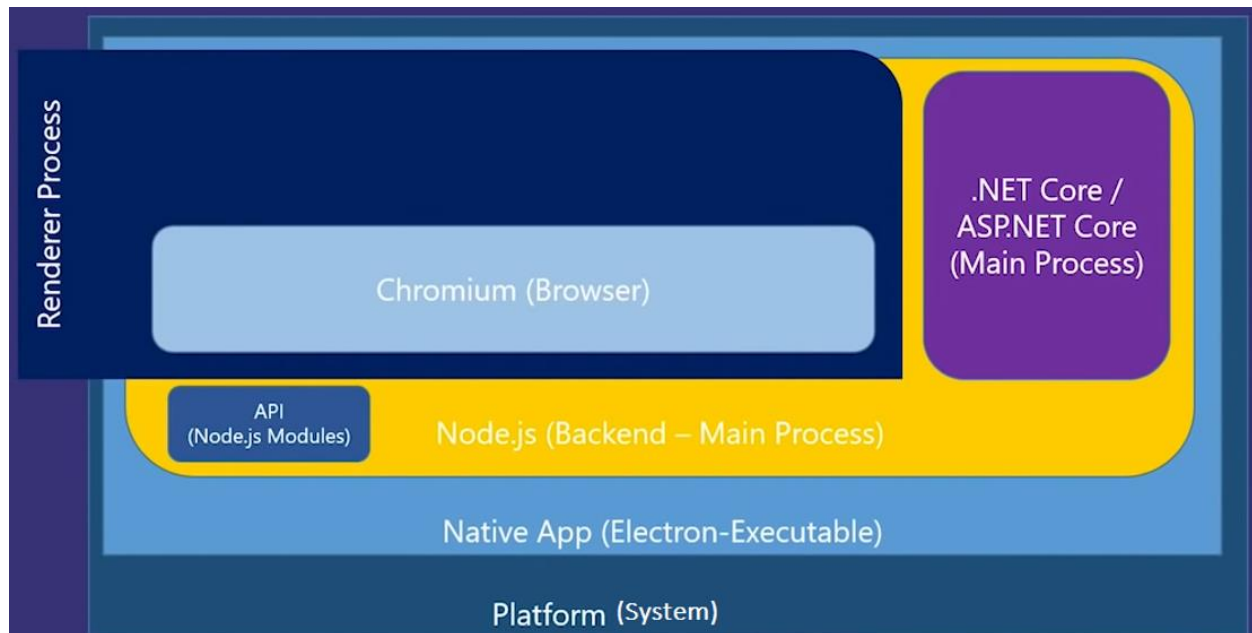 Renderer Process
Chromium (Browser)
.NET Core /
ASP.NET Core
(Main Process)
API
(Node.js Modules)
Node.js (Backend – Main Process)
Native App (Electron-Executable)
Platform (System)